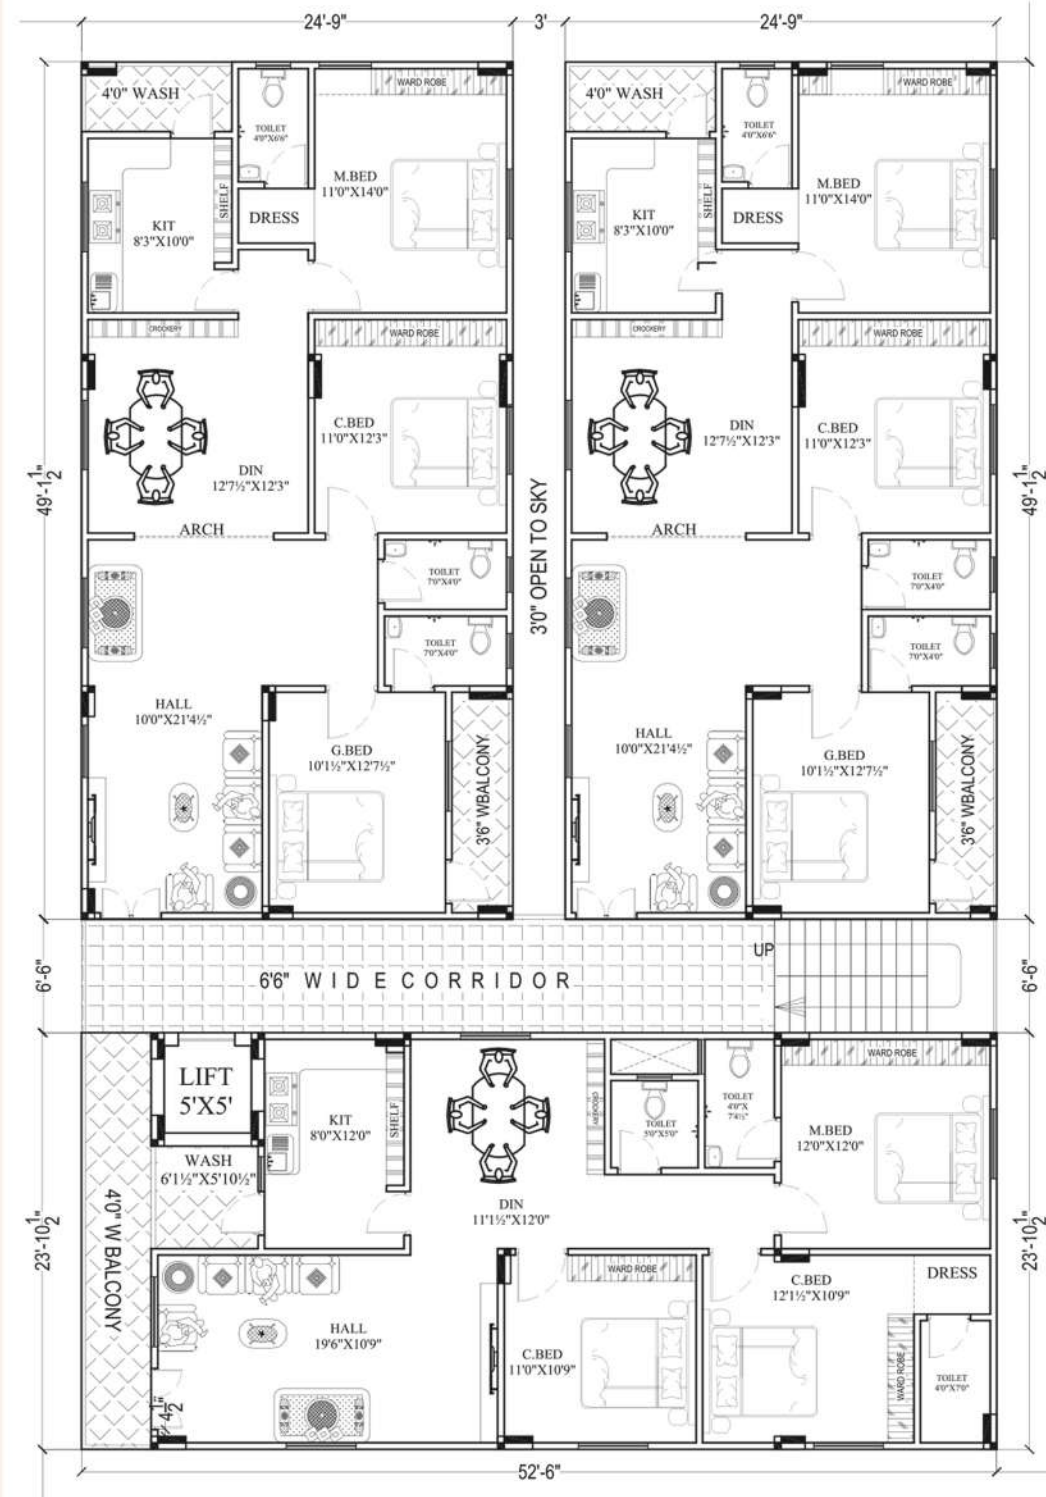 24'-9"
3'
24'-9"
4'0" WASH
TOILET
4'0"X6'6"
WARD ROBE
M.BED
11'0"X14'0"
SHELF
DRESS
KIT
8'3"X10'0"
CROCKERY
WARD ROBE
C.BED
11'0"X12'3"
DIN
12'7½"X12'3"
ARCH
TOILET
7'0"X4'0"
TOILET
7'0"X4'0"
HALL
10'0"X21'4½"
G.BED
10'1½"X12'7½"
3'6" WBALCONY
49'-1½"
3'0" OPEN TO SKY
4'0" WASH
TOILET
4'0"X6'6"
WARD ROBE
M.BED
11'0"X14'0"
SHELF
DRESS
KIT
8'3"X10'0"
CROCKERY
WARD ROBE
C.BED
11'0"X12'3"
DIN
12'7½"X12'3"
ARCH
TOILET
7'0"X4'0"
TOILET
7'0"X4'0"
HALL
10'0"X21'4½"
G.BED
10'1½"X12'7½"
3'6" WBALCONY
49'-1½"
6'-6"
6'6" WIDE CORRIDOR
UP
6'-6"
LIFT
5'X5'
WASH
6'1½"X5'10½"
KIT
8'0"X12'0"
SHELF
CROCKERY
DIN
11'1½"X12'0"
TOILET
5'0"X5'0"
TOILET
4'0"X
7'4½"
WARD ROBE
M.BED
12'0"X12'0"
23'-10½"
4'0" W BALCONY
HALL
19'6"X10'9"
4½"
WARD ROBE
C.BED
11'0"X10'9"
C.BED
12'1½"X10'9"
DRESS
WARD ROBE
TOILET
4'0"X7'0"
23'-10½"
52'-6"